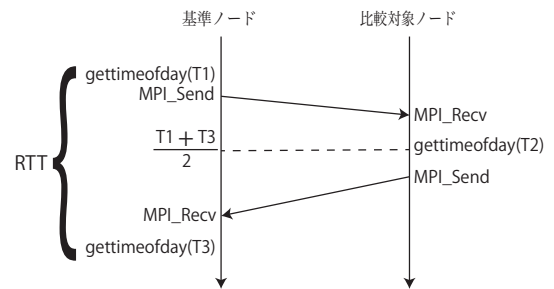 基準ノード
比較対象ノード
gettimeofday(T1)
MPI_Send
MPI_Recv
T1 + T3
2
gettimeofday(T2)
RTT
MPI_Send
MPI_Recv
gettimeofday(T3)